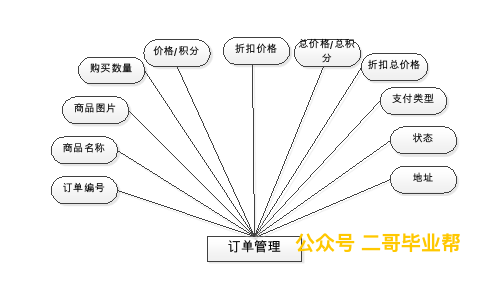 价格/积分
折扣价格
总价格/总积
分
购买数量
折扣总价格
商品图片
支付类型
商品名称
状态
订单编号
地址
订单管理
公众号 二哥毕业帮